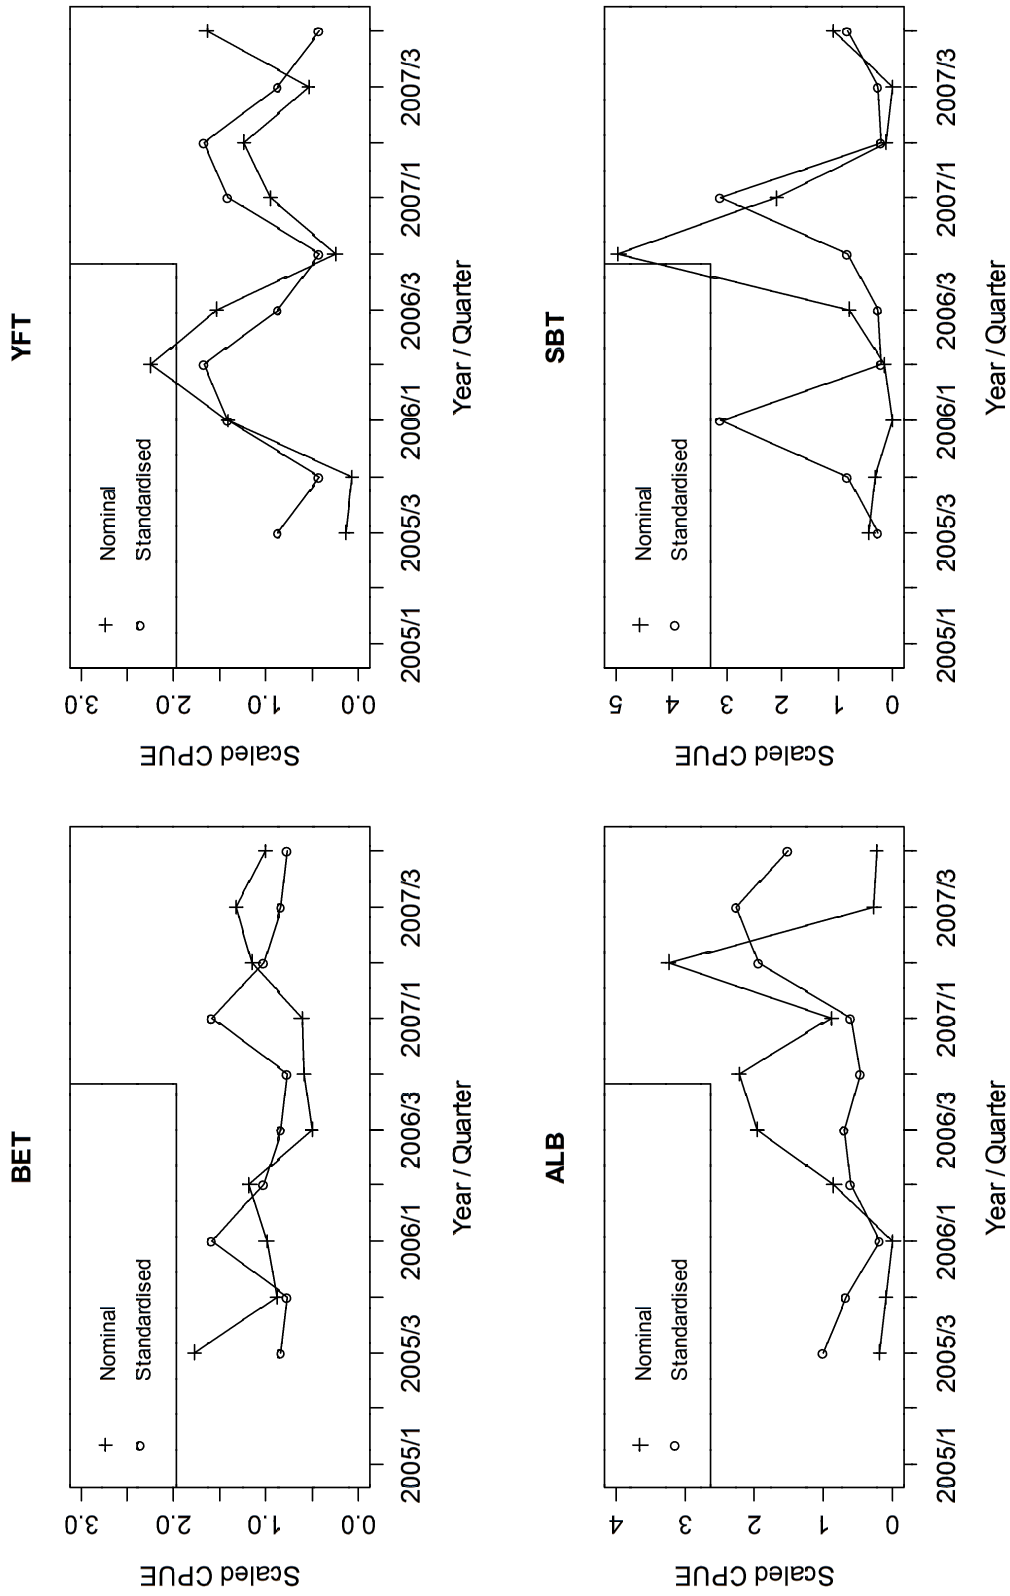 BET
Scaled CPUE
3.0
2.0
1.0
0.0
Nominal
Standardised
2005/1 2005/3 2006/1 2006/3 2007/1 2007/3
Year / Quarter
YFT
Scaled CPUE
3.0
2.0
1.0
0.0
Nominal
Standardised
2005/1 2005/3 2006/1 2006/3 2007/1 2007/3
Year / Quarter
ALB
Scaled CPUE
4
3
2
1
0
Nominal
Standardised
2005/1 2005/3 2006/1 2006/3 2007/1 2007/3
Year / Quarter
SBT
Scaled CPUE
5
4
3
2
1
0
Nominal
Standardised
2005/1 2005/3 2006/1 2006/3 2007/1 2007/3
Year / Quarter